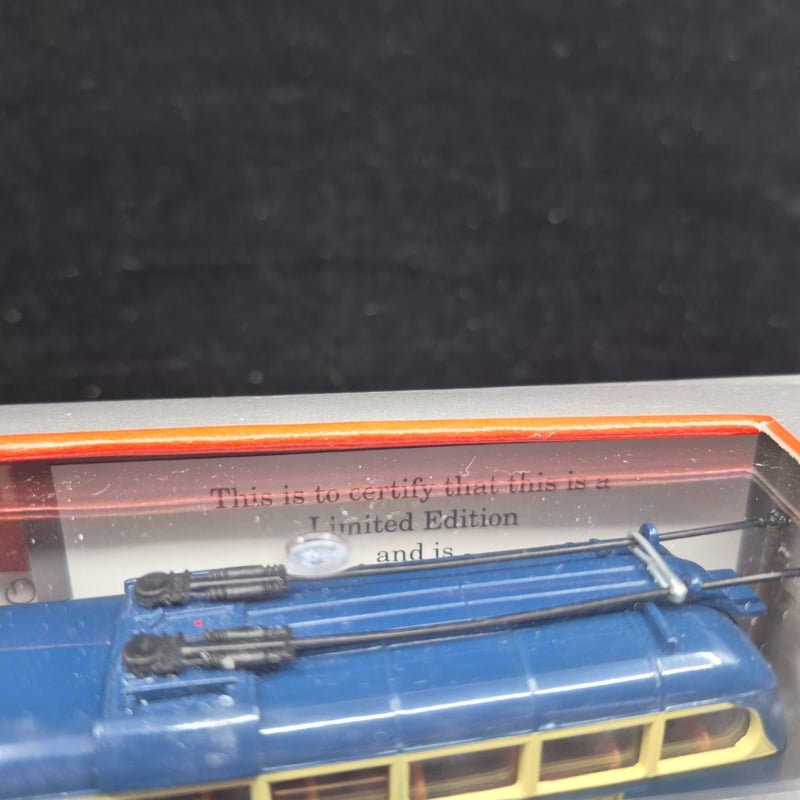 This is to certify that this is a
Limited Edition
and is